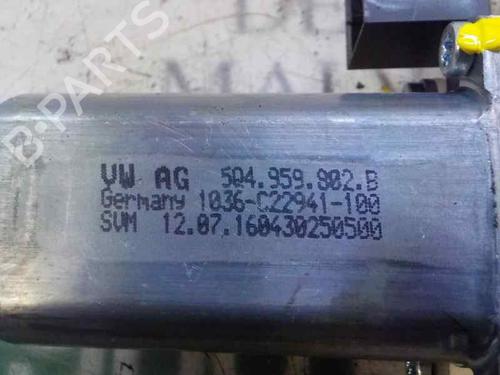 B-PARTS
VW AG 5Q4.959.802.B
Germany 1036-C22941-100
SVM 12.07.160430250500